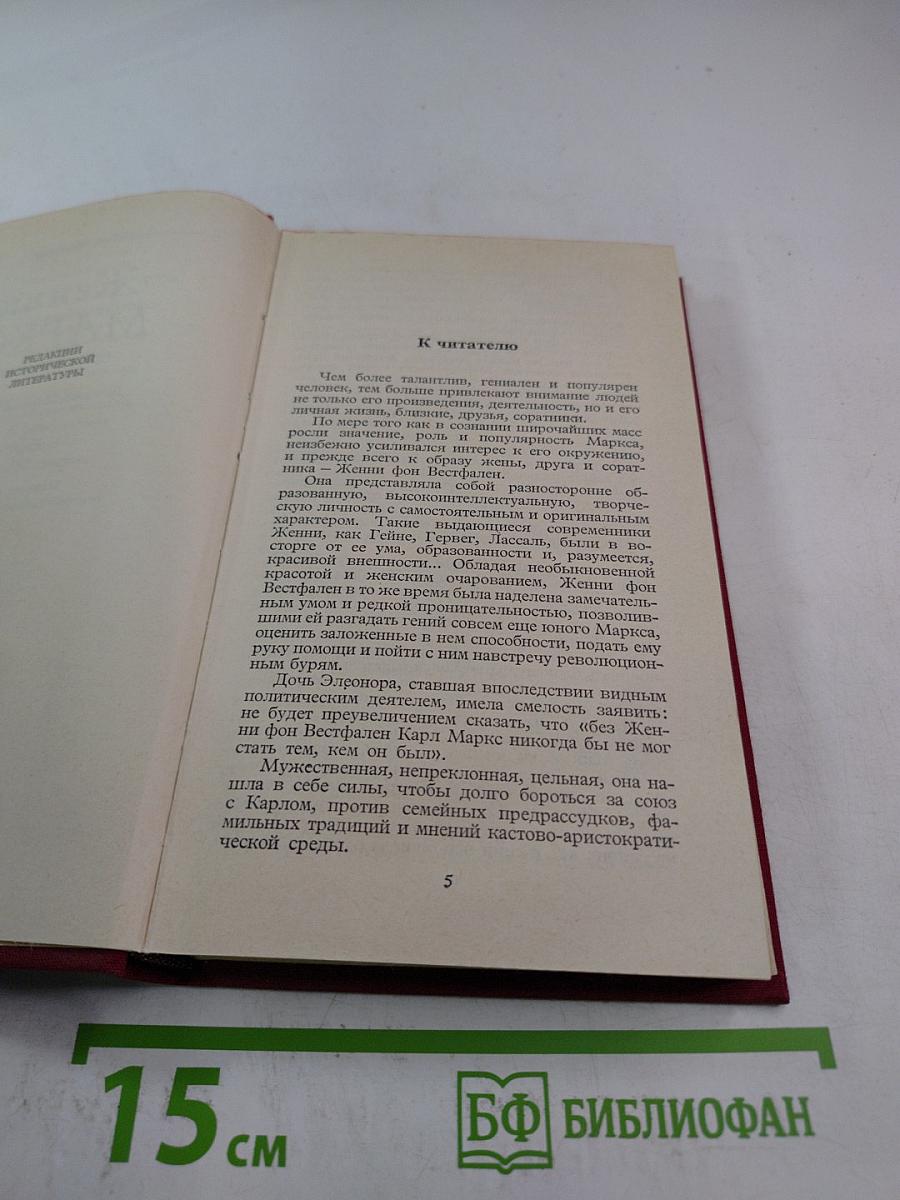 РЕДАКЦИИ
ИСТОРИЧЕСКОЙ
ЛИТЕРАТУРЫ
К читателю
Чем более талантлив, гениален и популярен
человек, тем больше привлекают внимание людей
не только его произведения, деятельность, но и его
личная жизнь, близкие, друзья, соратники.
По мере того как в сознании широчайших масс
росли значение, роль и популярность Маркса,
неизбежно усиливался интерес к его окружению,
и прежде всего к образу жены, друга и сорат-
ника — Женни фон Вестфален.
Она представляла собой разносторонне об-
разованную, высокоинтеллектуальную, творче-
скую личность с самостоятельным и оригинальным
характером. Такие выдающиеся современники
Женни, как Гейне, Гервег, Лассаль, были в во-
сторге от ее ума, образованности и, разумеется,
красивой внешности... Обладая необыкновенной
красотой и женским очарованием, Женни фон
Вестфален в то же время была наделена замечатель-
ным умом и редкой проницательностью, позволив-
шими ей разгадать гений совсем еще юного Маркса,
оценить заложенные в нем способности, подать ему
руку помощи и пойти с ним навстречу революцион-
ным бурям.
Дочь Элеонора, ставшая впоследствии видным
политическим деятелем, имела смелость заявить:
не будет преувеличением сказать, что «без Жен-
ни фон Вестфален Карл Маркс никогда бы не мог
стать тем, кем он был».
Мужественная, непреклонная, цельная, она на-
шла в себе силы, чтобы долго бороться за союз
с Карлом, против семейных предрассудков, фа-
мильных традиций и мнений кастово-аристократи-
ческой среды.
5
15 см
БФ БИБЛИОФАН